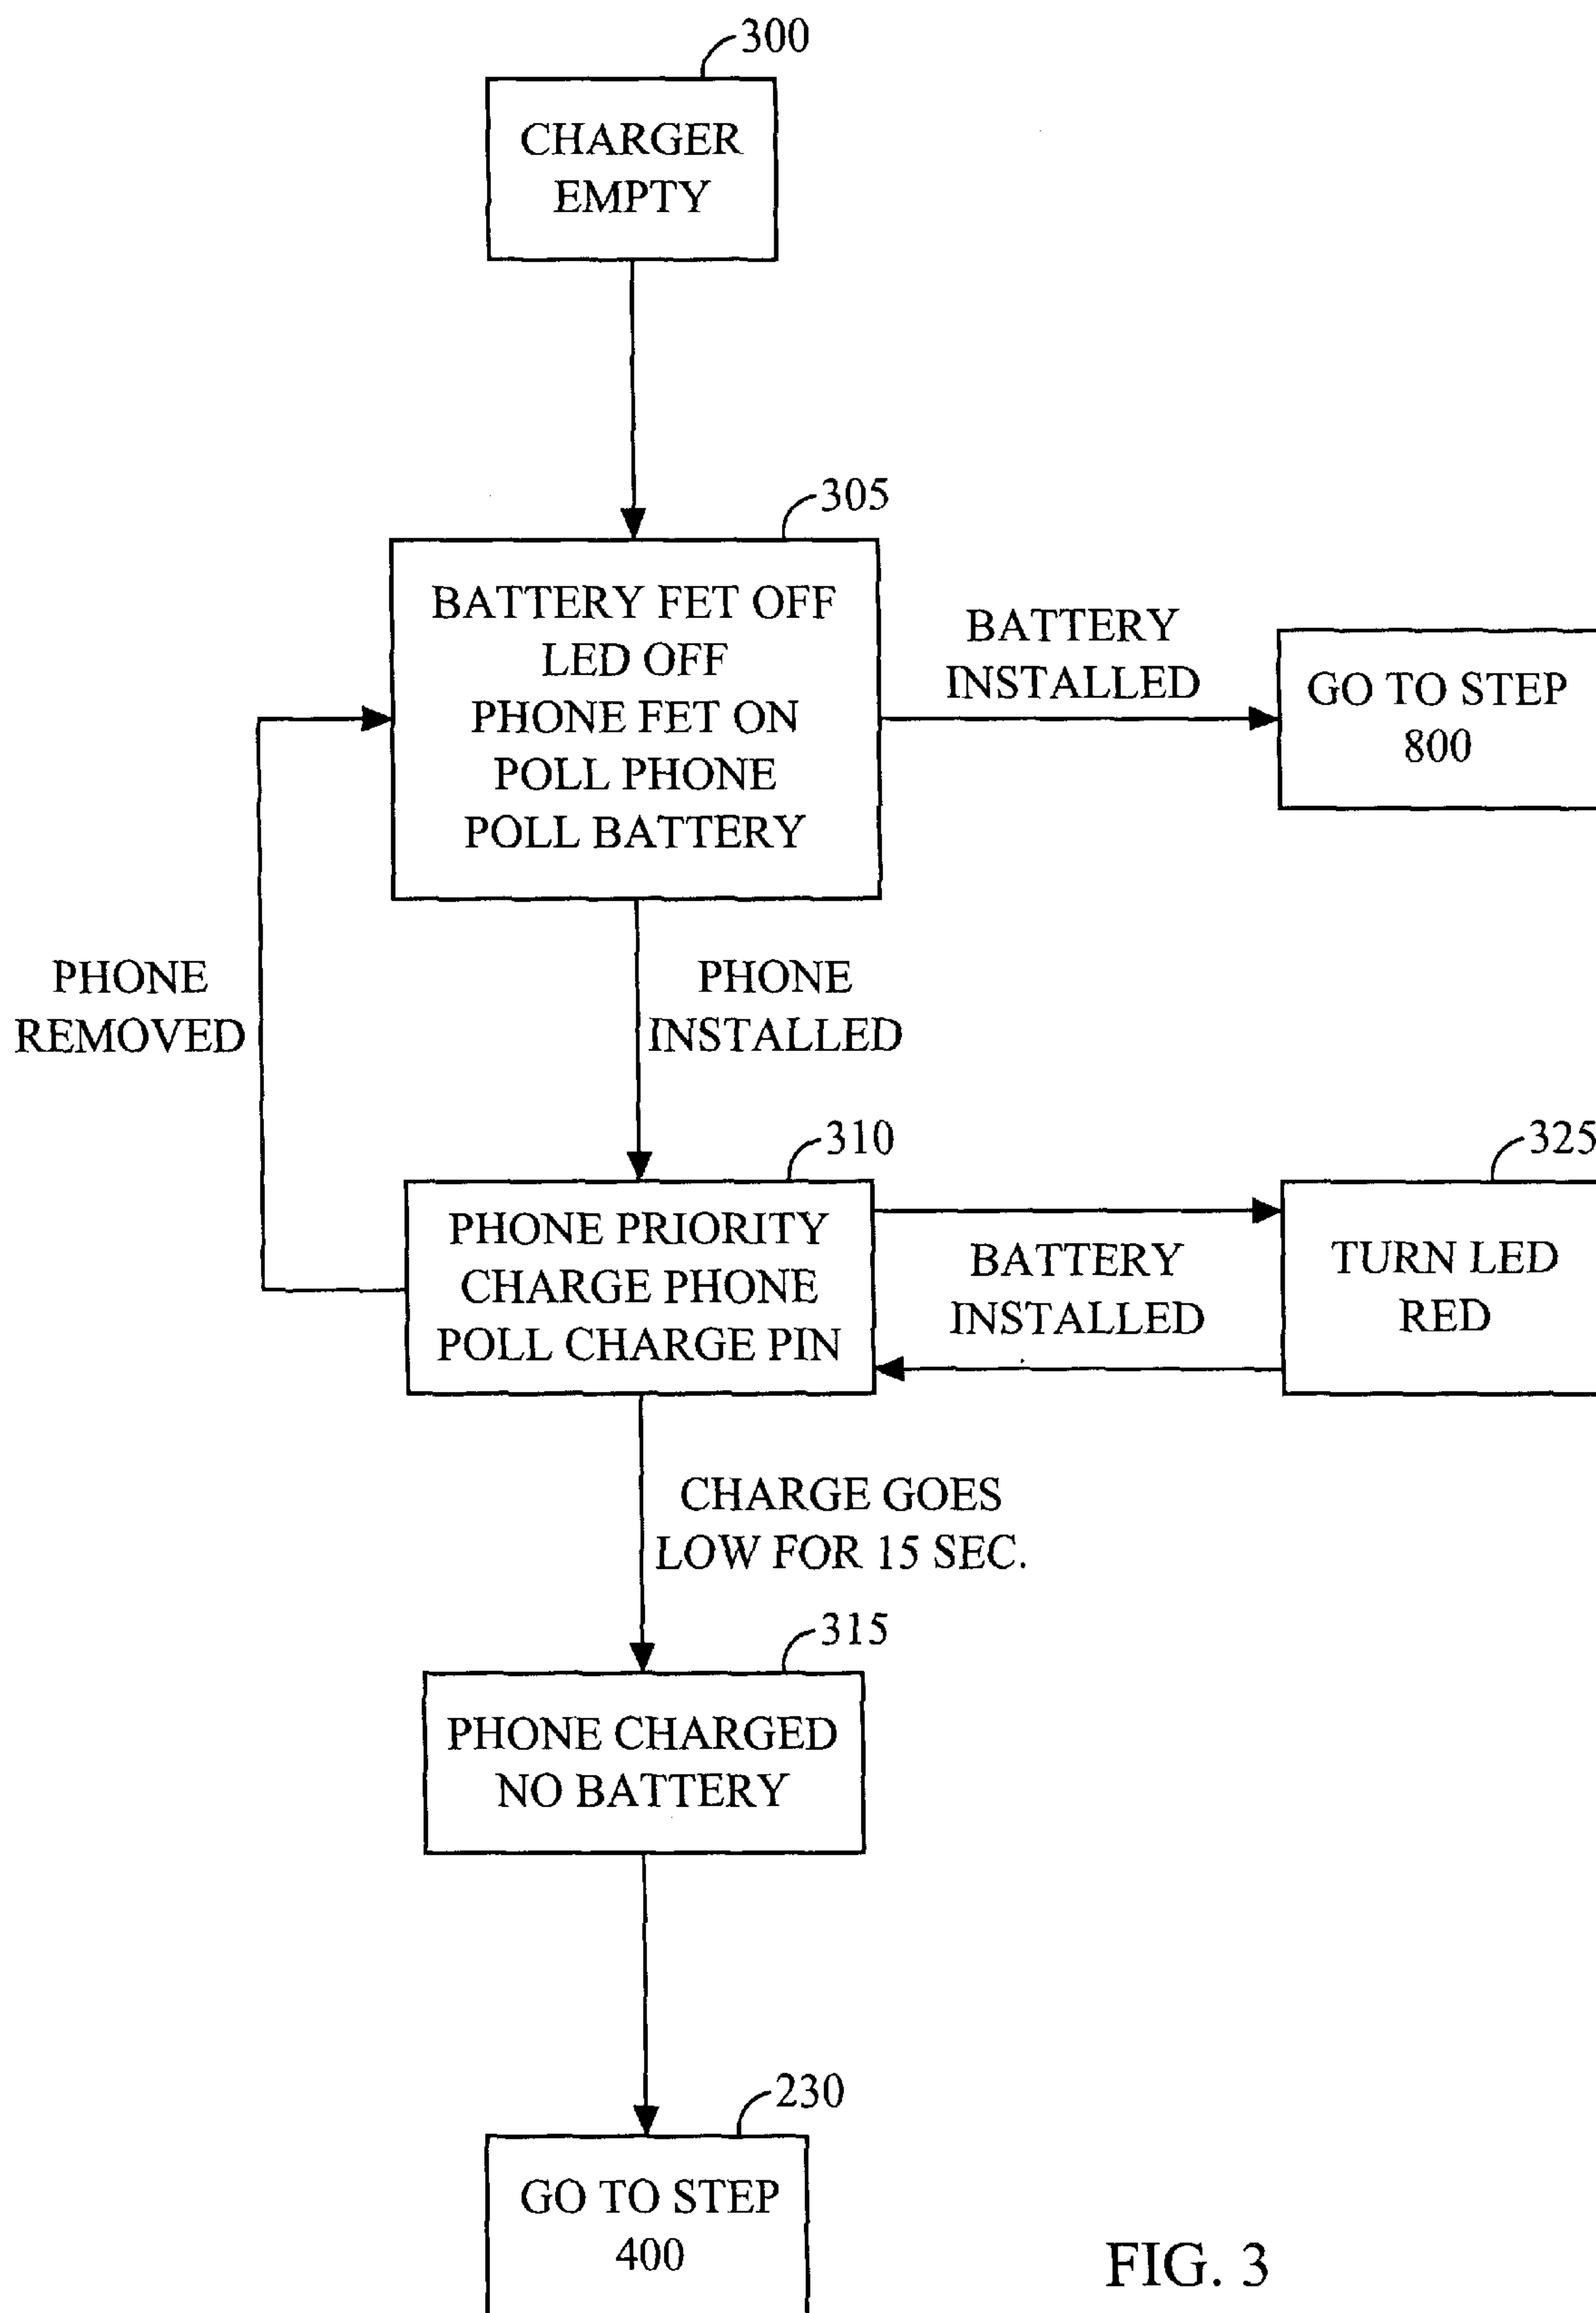 300
CHARGER
EMPTY
305
BATTERY FET OFF
LED OFF
PHONE FET ON
POLL PHONE
POLL BATTERY
BATTERY
INSTALLED
GO TO STEP
800
PHONE
REMOVED
PHONE
INSTALLED
310
PHONE PRIORITY
CHARGE PHONE
POLL CHARGE PIN
BATTERY
INSTALLED
325
TURN LED
RED
CHARGE GOES
LOW FOR 15 SEC.
315
PHONE CHARGED
NO BATTERY
230
GO TO STEP
400
FIG. 3